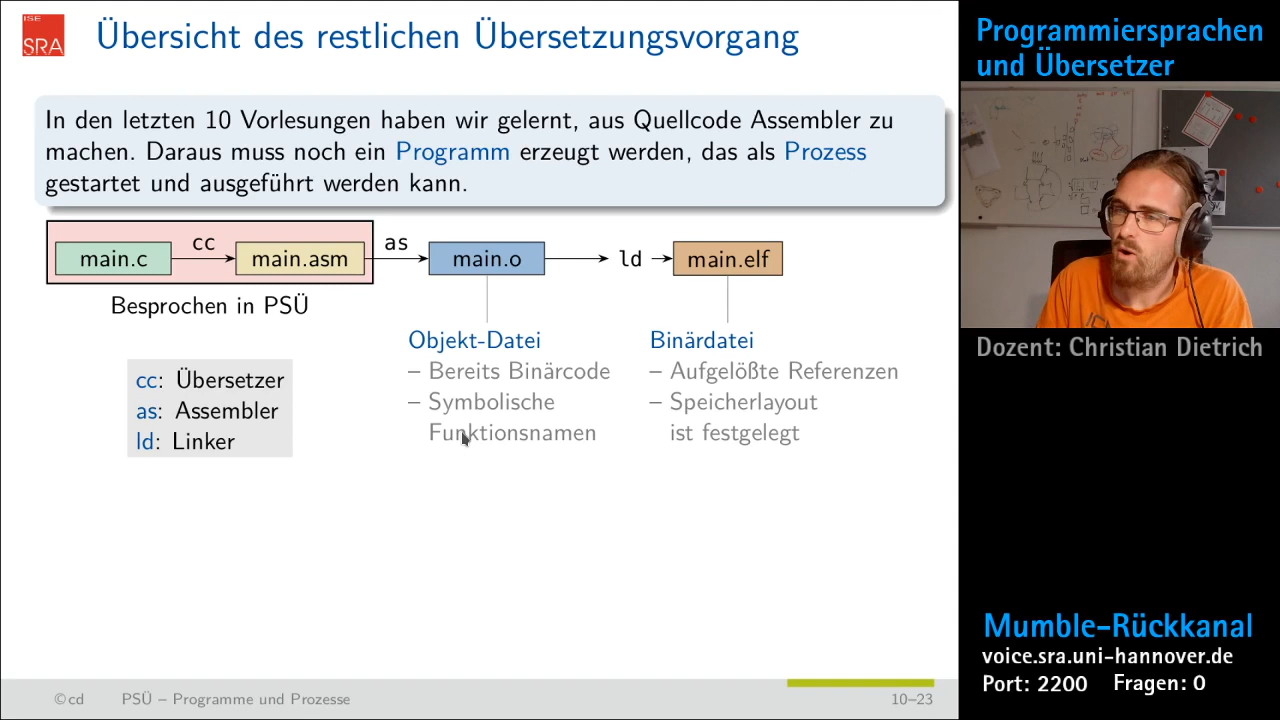 ISE
SRA
Übersicht des restlichen Übersetzungsvorgang
In den letzten 10 Vorlesungen haben wir gelernt, aus Quellcode Assembler zu
machen. Daraus muss noch ein Programm erzeugt werden, das als Prozess
gestartet und ausgeführt werden kann.
main.c
cc
main.asm
as
main.o
ld
main.elf
Besprochen in PSÜ
cc: Übersetzer
as: Assembler
ld: Linker
Objekt-Datei
– Bereits Binärcode
– Symbolische
Funktionsnamen
Binärdatei
– Aufgelößte Referenzen
– Speicherlayout
ist festgelegt
©cd
PSÜ – Programme und Prozesse
10–23
Programmiersprachen
und Übersetzer
Dozent: Christian Dietrich
Mumble-Rückkanal
voice.sra.uni-hannover.de
Port: 2200
Fragen: 0